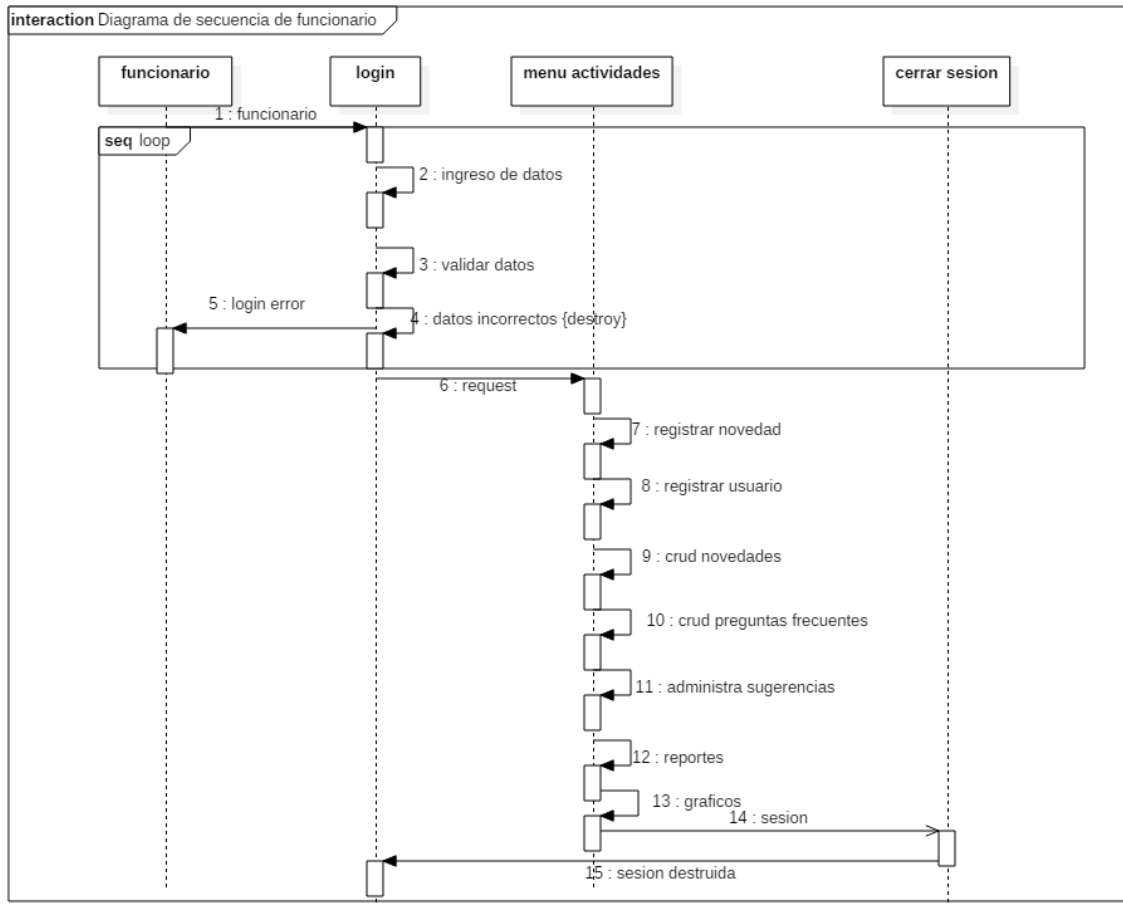 interaction Diagrama de secuencia de funcionario
funcionario
login
menu actividades
cerrar sesion
1 : funcionario
seq loop
2 : ingreso de datos
3 : validar datos
5 : login error
4 : datos incorrectos {destroy}
6 : request
7 : registrar novedad
8 : registrar usuario
9 : crud novedades
10 : crud preguntas frecuentes
11 : administra sugerencias
12 : reportes
13 : graficos
14 : sesion
15 : sesion destruida